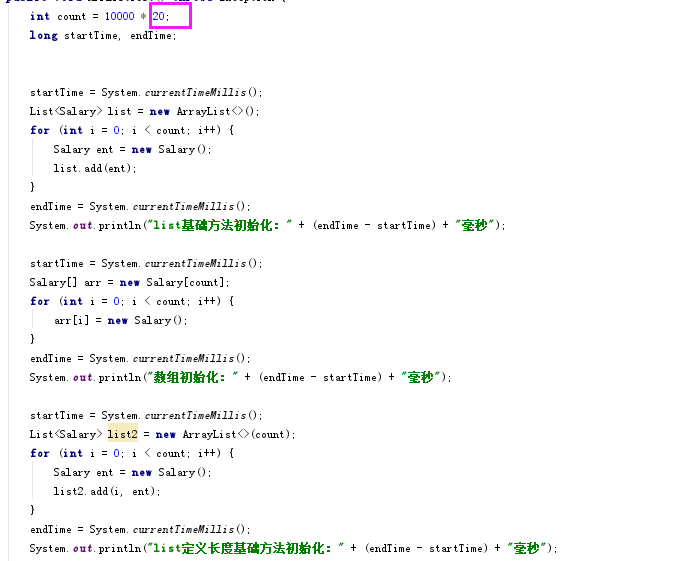 int count = 10000 * 20;
long startTime, endTime;
startTime = System.currentTimeMillis();
List<Salary> list = new ArrayList<>();
for (int i = 0; i < count; i++) {
Salary ent = new Salary();
list.add(ent);
}
endTime = System.currentTimeMillis();
System.out.println("list基础方法初始化：" + (endTime - startTime) + "毫秒");
startTime = System.currentTimeMillis();
Salary[] arr = new Salary[count];
for (int i = 0; i < count; i++) {
arr[i] = new Salary();
}
endTime = System.currentTimeMillis();
System.out.println("数组初始化：" + (endTime - startTime) + "毫秒");
startTime = System.currentTimeMillis();
List<Salary> list2 = new ArrayList<>(count);
for (int i = 0; i < count; i++) {
Salary ent = new Salary();
list2.add(i, ent);
}
endTime = System.currentTimeMillis();
System.out.println("list定义长度基础方法初始化：" + (endTime - startTime) + "毫秒");